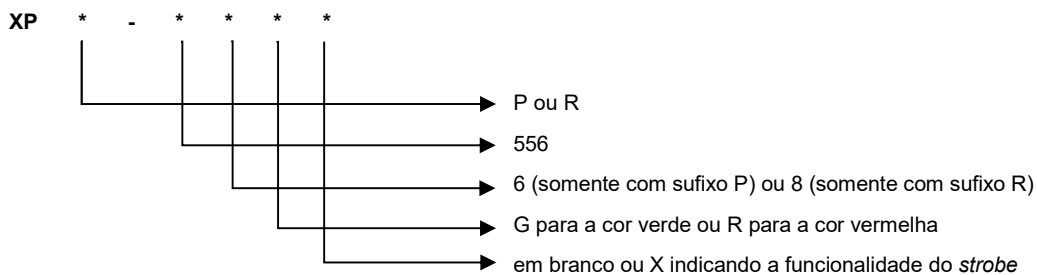 XP * - * * * *
P ou R
556
6 (somente com sufixo P) ou 8 (somente com sufixo R)
G para a cor verde ou R para a cor vermelha
em branco ou X indicando a funcionalidade do strobe